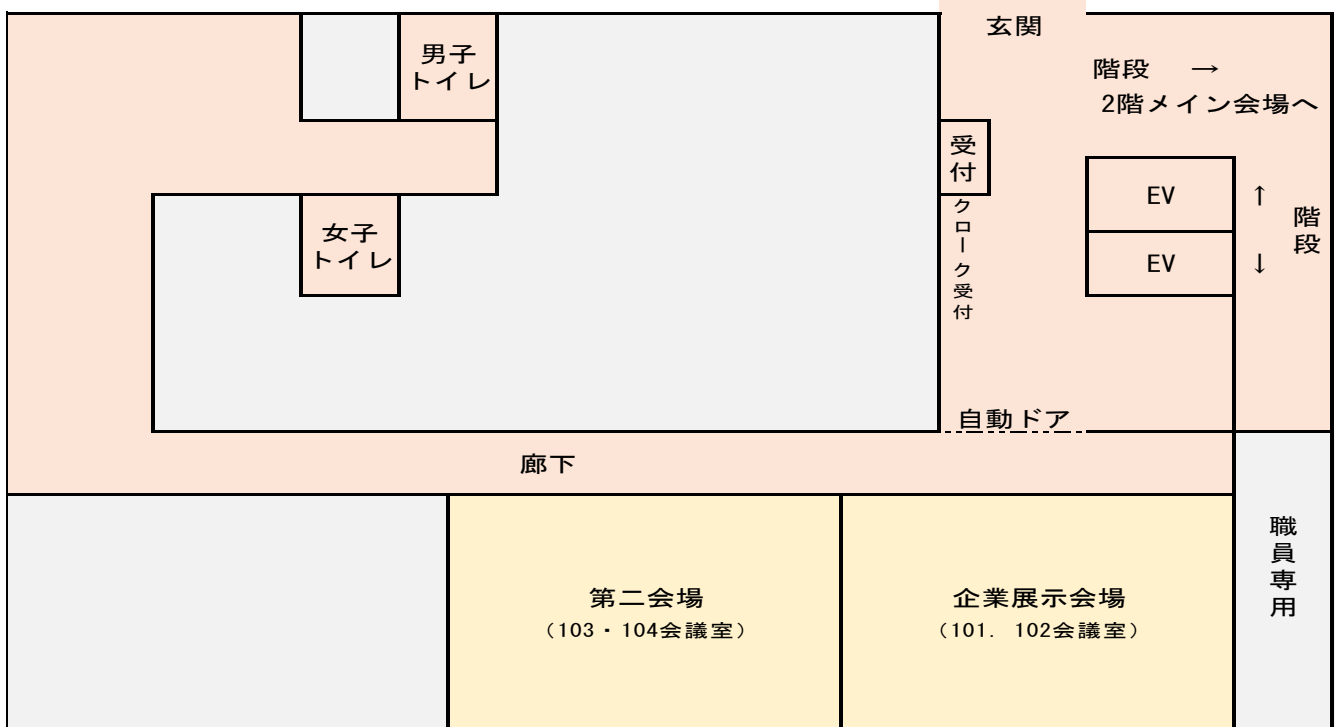 玄関
男子
トイレ
階段 →
2階メイン会場へ
受付
EV
↑
階段
クローク受付
女子
トイレ
EV
↓
自動ドア
廊下
職員専用
第二会場
(103・104会議室)
企業展示会場
(101. 102会議室)